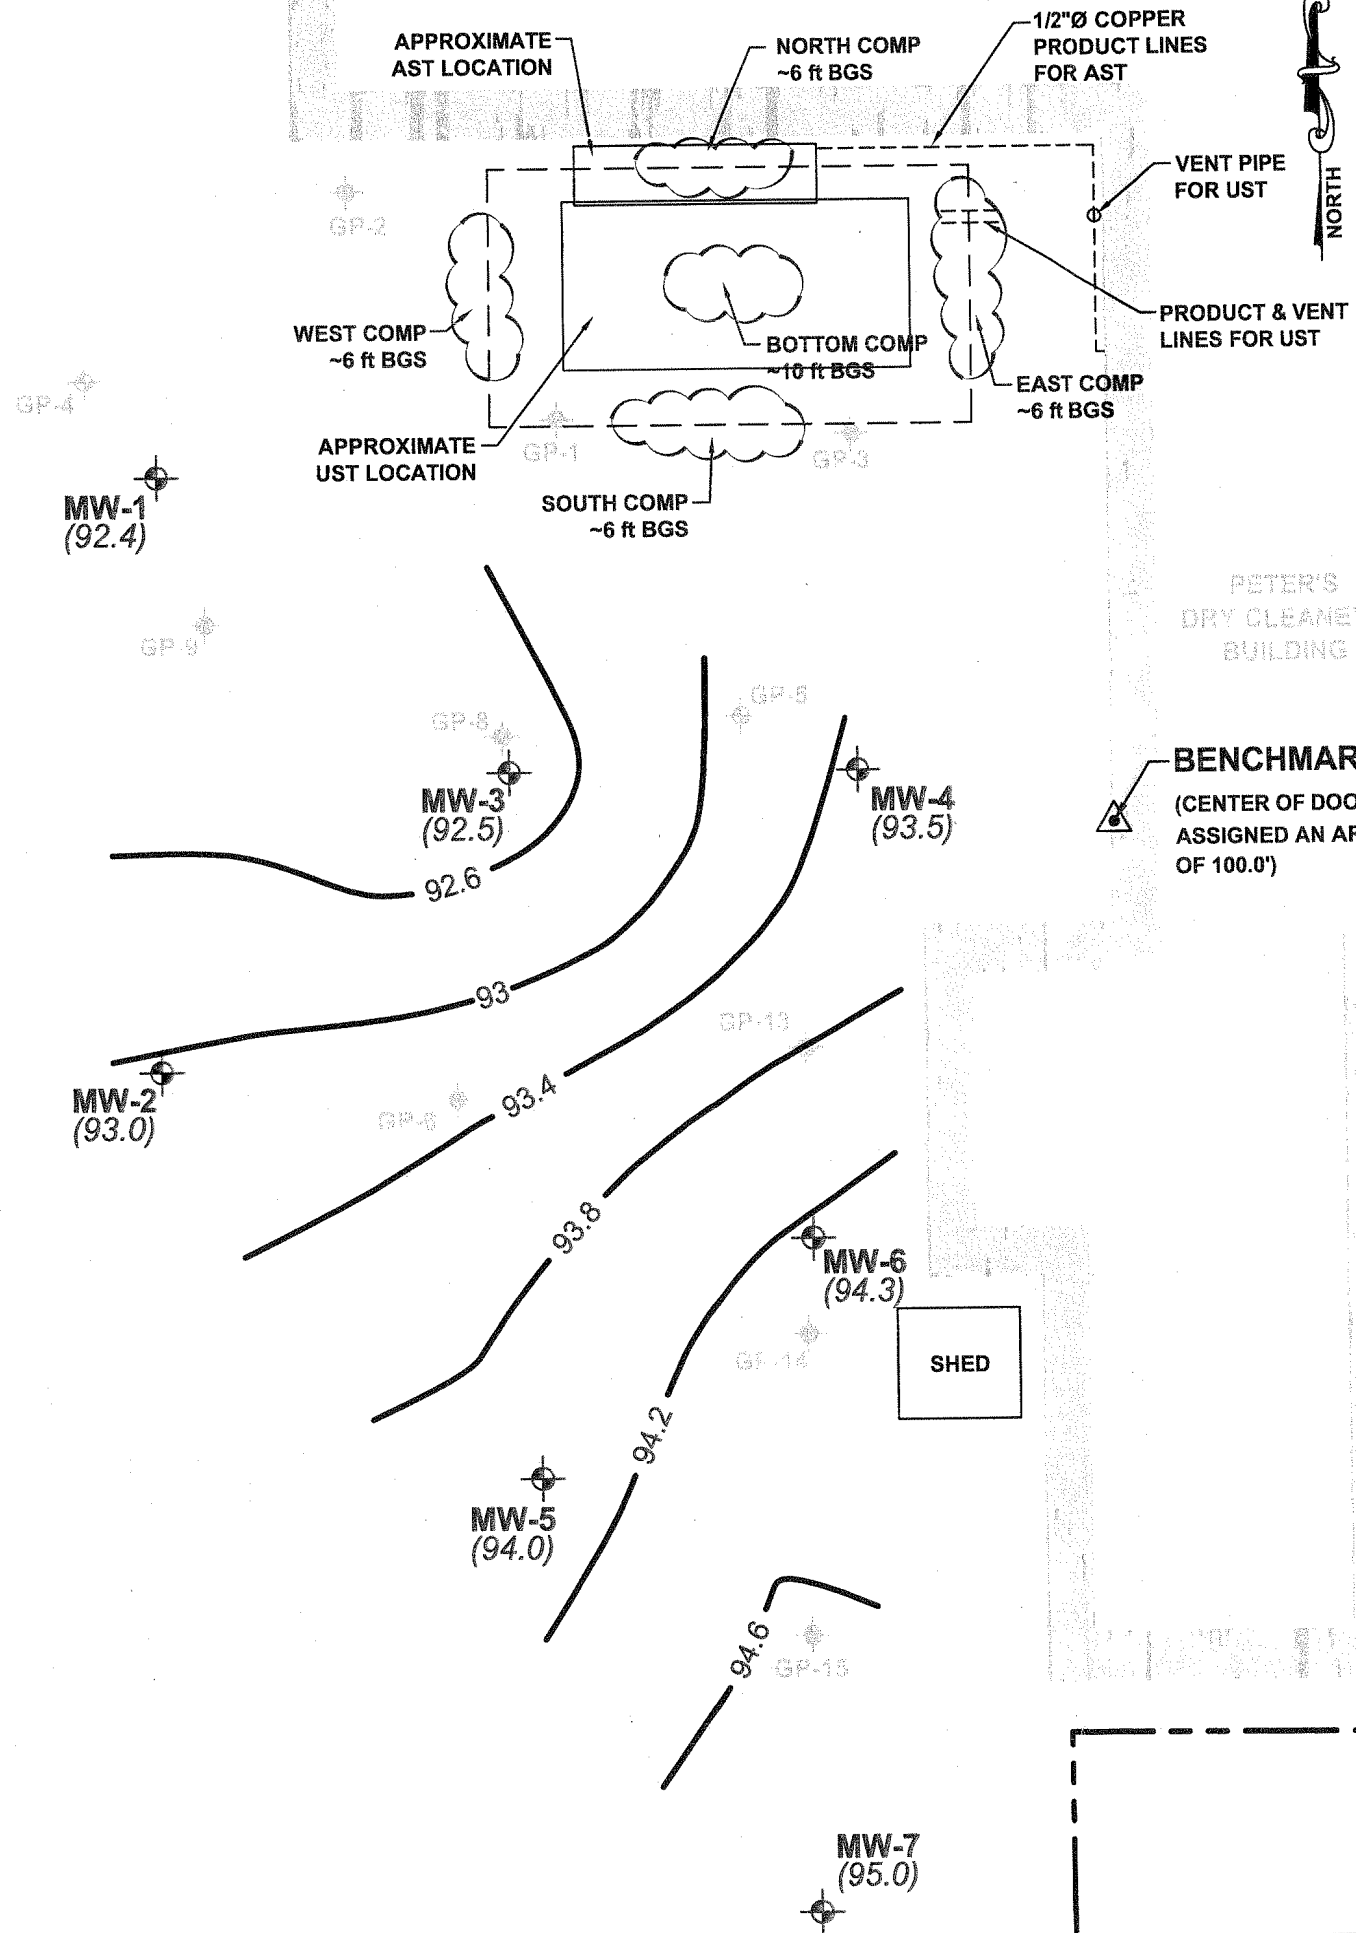 APPROXIMATE
AST LOCATION
NORTH COMP
~6 ft BGS
1/2"Ø COPPER
PRODUCT LINES
FOR AST
VENT PIPE
FOR UST
NORTH
GP-2
WEST COMP
~6 ft BGS
BOTTOM COMP
~10 ft BGS
PRODUCT & VENT
LINES FOR UST
EAST COMP
~6 ft BGS
GP-4
APPROXIMATE
UST LOCATION
GP-1
GP-3
SOUTH COMP
~6 ft BGS
MW-1
(92.4)
PETER'S
DRY CLEANE
BUILDING
GP-9
GP-8
MW-3
(92.5)
MW-4
(93.5)
BENCHMAR
(CENTER OF DOO
ASSIGNED AN AR
OF 100.0')
92.6
93
GP-13
MW-2
(93.0)
93.4
93.8
MW-6
(94.3)
GP-14
SHED
94.2
MW-5
(94.0)
94.6
GP-15
MW-7
(95.0)